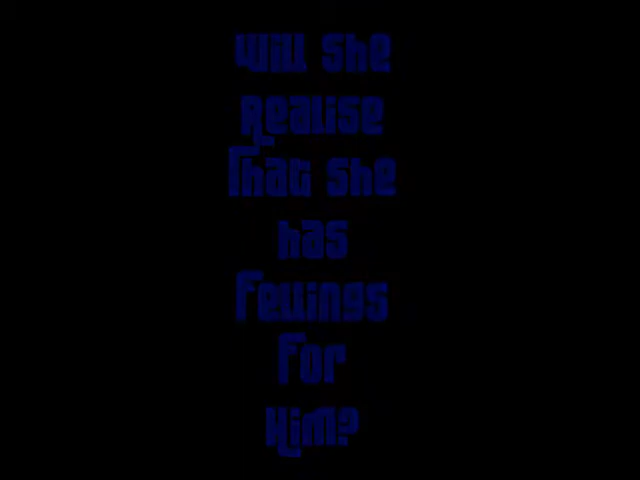 Will She
Realise
That She
has
Fellings
For
Him?